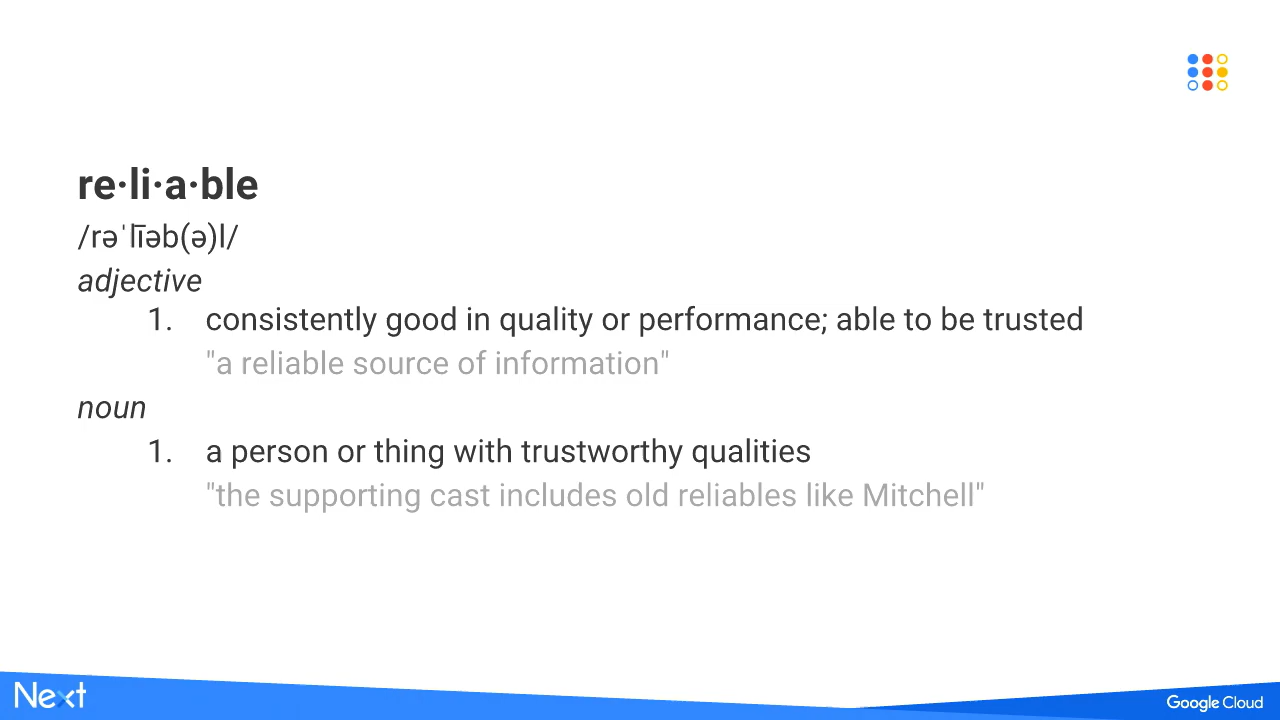 re·li·a·ble
/rəˈlīəb(ə)l/
adjective
1. consistently good in quality or performance; able to be trusted
"a reliable source of information"
noun
1. a person or thing with trustworthy qualities
"the supporting cast includes old reliables like Mitchell"
Next
Google Cloud